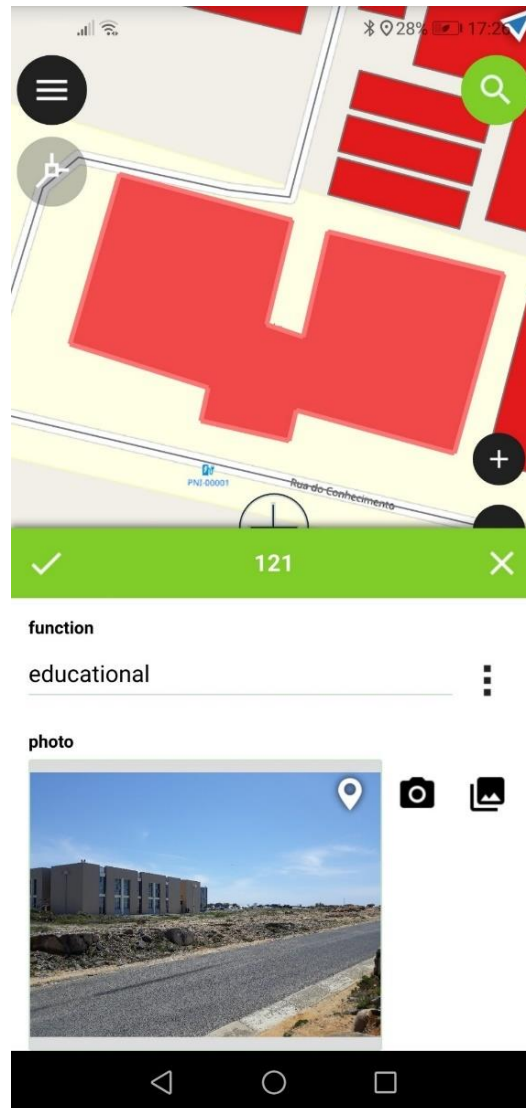 28% 17:26
PNI-00001
Rua do Conhecimento
121
function
educational
photo